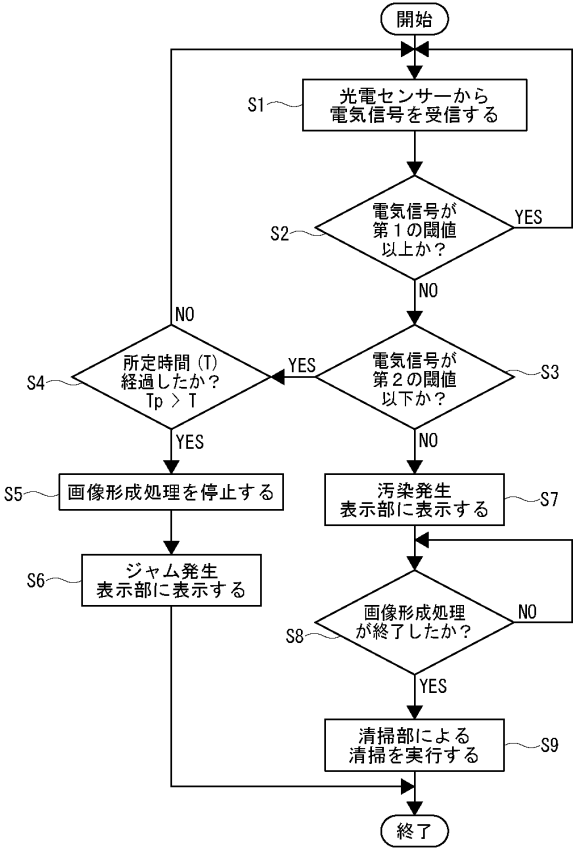 開始
S1
光電センサーから
電気信号を受信する
S2
電気信号が
第1の閾値
以上か?
YES
NO
S3
電気信号が
第2の閾値
以下か?
YES
NO
S4
所定時間(T)
経過したか?
Tp > T
NO
YES
S5
画像形成処理を停止する
S6
ジャム発生
表示部に表示する
S7
汚染発生
表示部に表示する
S8
画像形成処理
が終了したか?
NO
YES
S9
清掃部による
清掃を実行する
終了